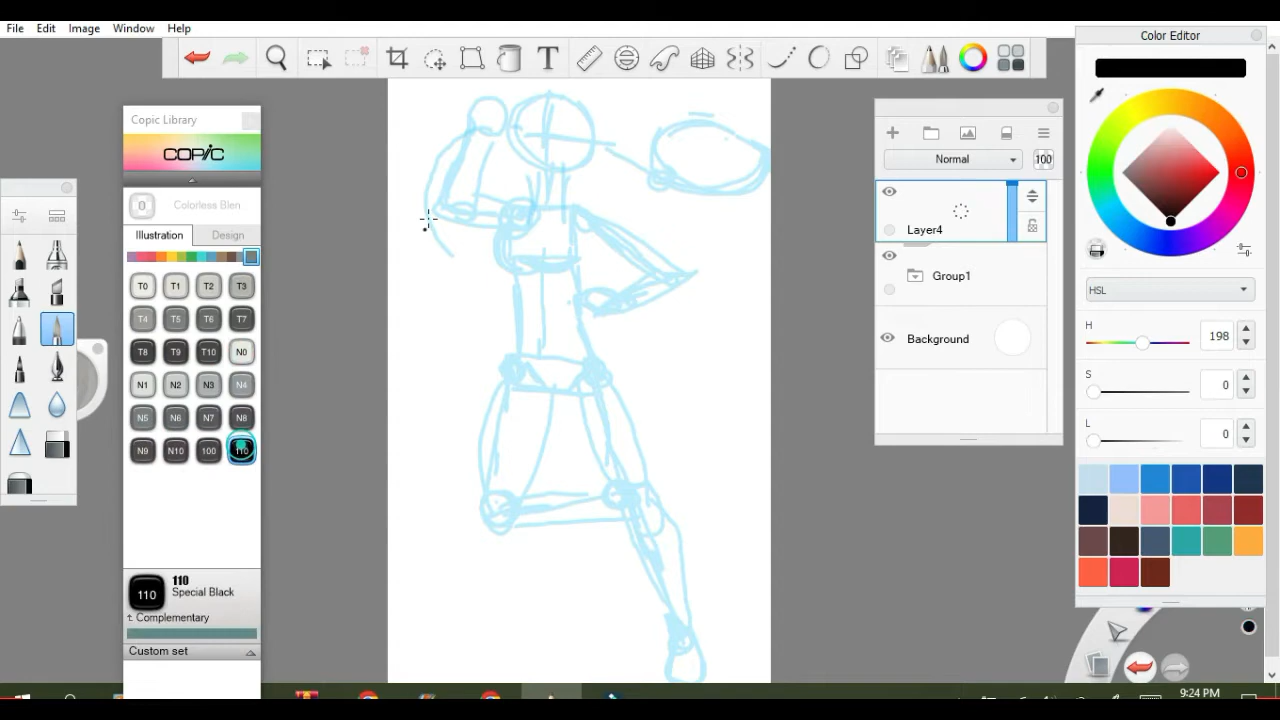 File Edit Image Window Help
T
Color Editor
Copic Library
COPIC
0 Colorless Blen
Illustration Design
T0 T1 T2 T3
T4 T5 T6 T7
T8 T9 T10 N0
N1 N2 N3 N4
N5 N6 N7 N8
N9 N10 100 110
110
110
Special Black
Complementary
Custom set
Normal 100
Layer4
Group1
Background
HSL
H 198
S 0
L 0
9:24 PM